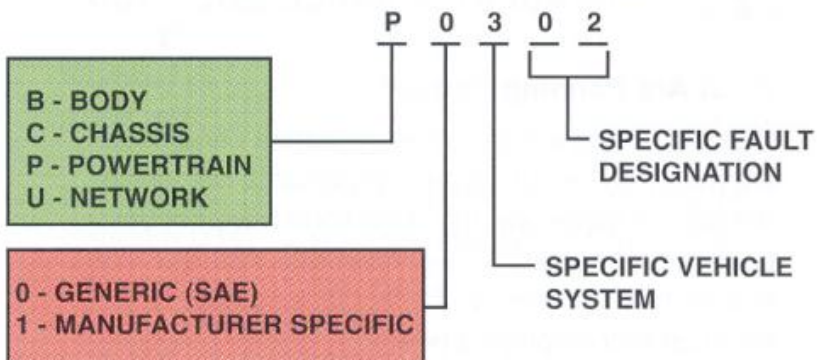 P 0 3 0 2
B - BODY
C - CHASSIS
P - POWERTRAIN
U - NETWORK
SPECIFIC FAULT
DESIGNATION
0 - GENERIC (SAE)
1 - MANUFACTURER SPECIFIC
SPECIFIC VEHICLE
SYSTEM